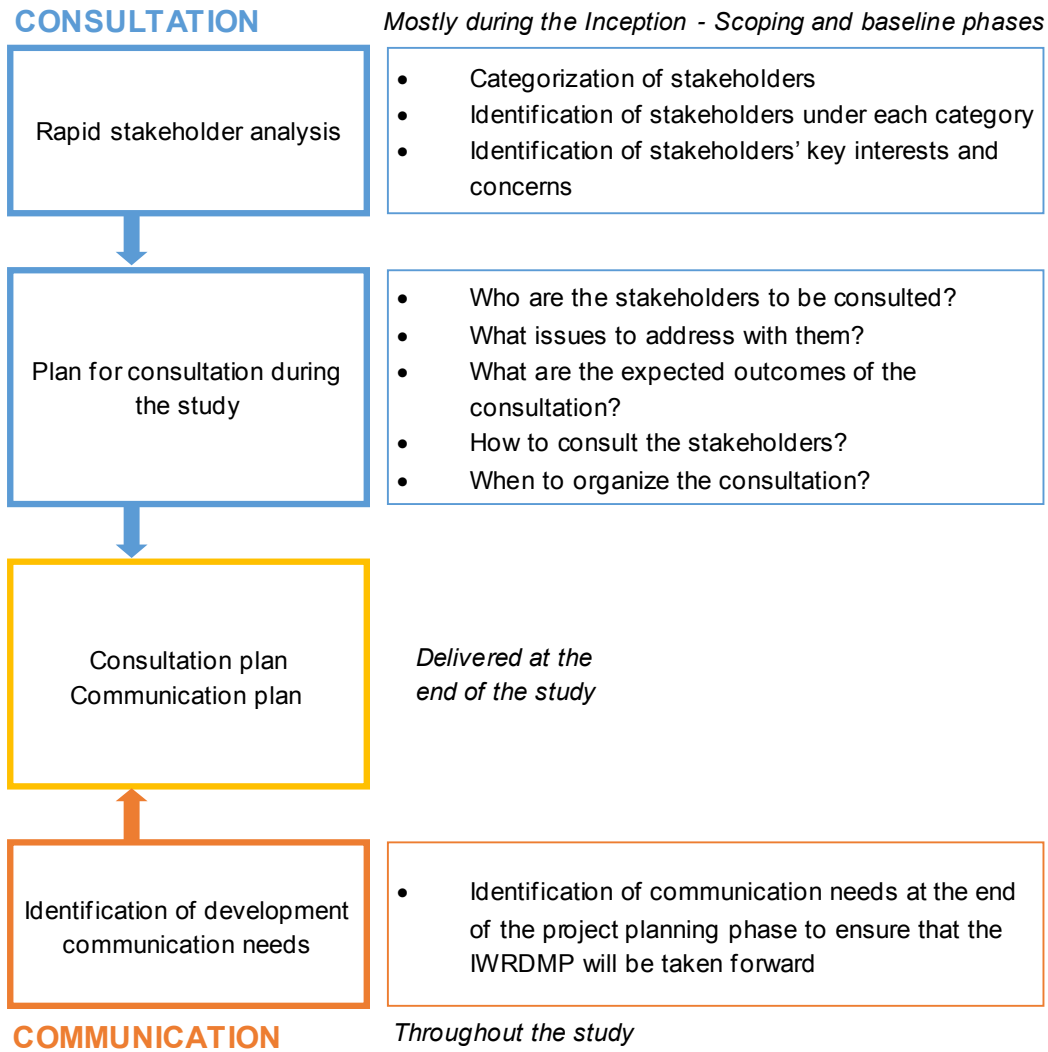 CONSULTATION
Mostly during the Inception - Scoping and baseline phases
Rapid stakeholder analysis
• Categorization of stakeholders
• Identification of stakeholders under each category
• Identification of stakeholders’ key interests and
concerns
Plan for consultation during
the study
• Who are the stakeholders to be consulted?
• What issues to address with them?
• What are the expected outcomes of the
consultation?
• How to consult the stakeholders?
• When to organize the consultation?
Consultation plan
Communication plan
Delivered at the
end of the study
Identification of development
communication needs
• Identification of communication needs at the end
of the project planning phase to ensure that the
IWRDMP will be taken forward
COMMUNICATION
Throughout the study